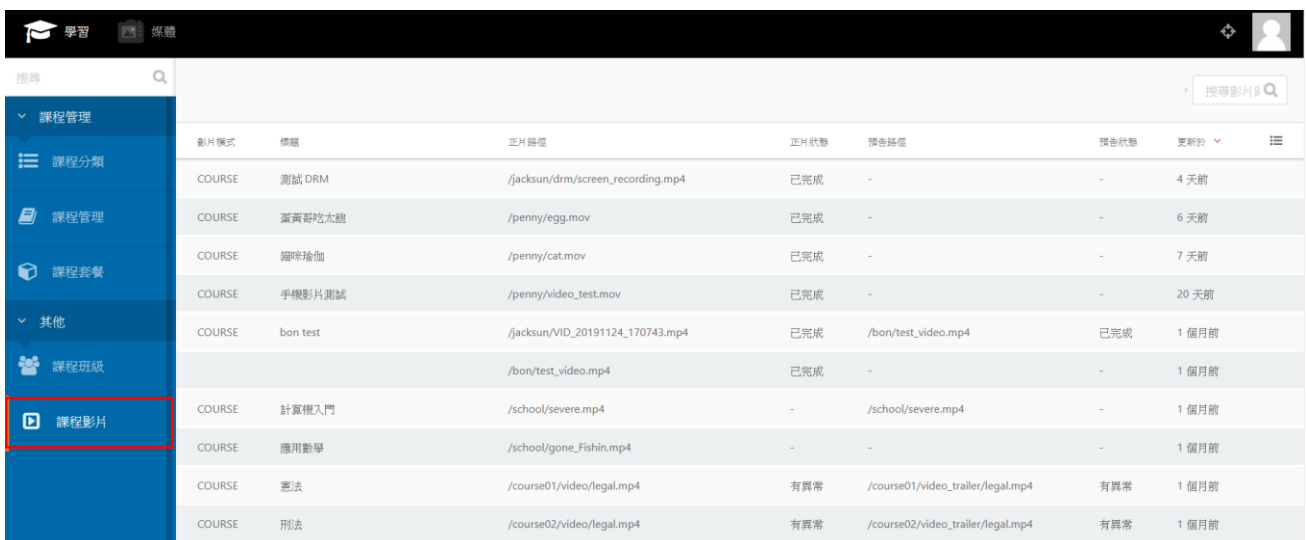 學習 媒體
搜尋
搜尋影片
課程管理
課程分類
課程管理
課程套餐
其他
課程班級
課程影片
影片模式 標題 正片路徑 正片狀態 預告路徑 預告狀態 更新於
COURSE 測試 DRM /jacksun/drm/screen_recording.mp4 已完成 - - 4 天前
COURSE 蛋黃哥吃太飽 /penny/egg.mov 已完成 - - 6 天前
COURSE 貓咪瑜伽 /penny/cat.mov 已完成 - - 7 天前
COURSE 手機影片測試 /penny/video_test.mov 已完成 - - 20 天前
COURSE bon test /jacksun/VID_20191124_170743.mp4 已完成 /bon/test_video.mp4 已完成 1 個月前
/bon/test_video.mp4 已完成 - - 1 個月前
COURSE 計算機入門 /school/severe.mp4 - /school/severe.mp4 - 1 個月前
COURSE 應用數學 /school/gone_Fishin.mp4 - - - 1 個月前
COURSE 憲法 /course01/video/legal.mp4 有異常 /course01/video_trailer/legal.mp4 有異常 1 個月前
COURSE 刑法 /course02/video/legal.mp4 有異常 /course02/video_trailer/legal.mp4 有異常 1 個月前